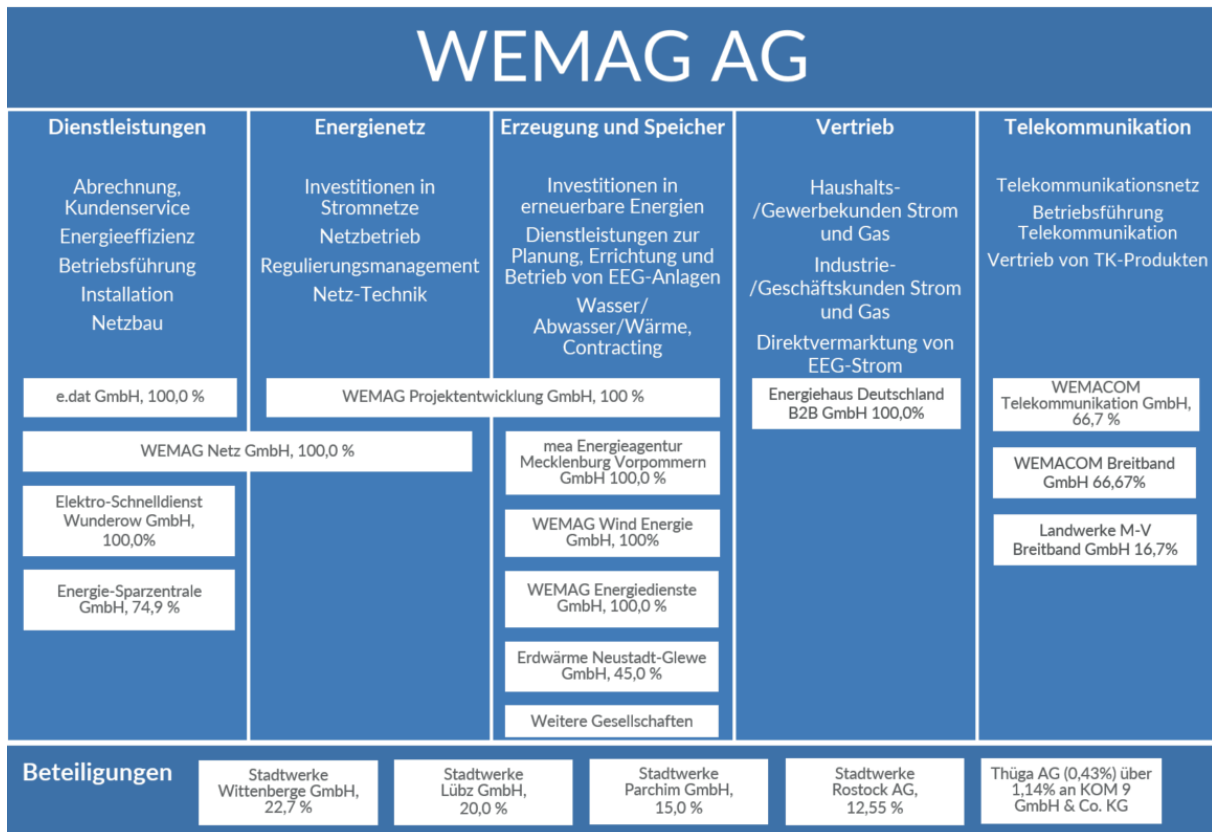 WEMAG AG
Dienstleistungen
Abrechnung,
Kundenservice
Energieeffizienz
Betriebsführung
Installation
Netzbau
Energienetz
Investitionen in
Stromnetze
Netzbetrieb
Regulierungsmanagement
Netz-Technik
Erzeugung und Speicher
Investitionen in
erneuerbare Energien
Dienstleistungen zur
Planung, Errichtung und
Betrieb von EEG-Anlagen
Wasser/
Abwasser/Wärme,
Contracting
Vertrieb
Haushalts-
/Gewerbekunden Strom
und Gas
Industrie-
/Geschäftskunden Strom
und Gas
Direktvermarktung von
EEG-Strom
Telekommunikation
Telekommunikationsnetz
Betriebsführung
Telekommunikation
Vertrieb von TK-Produkten
e.dat GmbH, 100,0 %
WEMAG Projektentwicklung GmbH, 100 %
WEMAG Netz GmbH, 100,0 %
Elektro-Schnelldienst
Wunderow GmbH,
100,0%
Energie-Sparzentrale
GmbH, 74,9 %
mea Energieagentur
Mecklenburg Vorpommern
GmbH 100,0 %
WEMAG Wind Energie
GmbH, 100%
WEMAG Energiedienste
GmbH, 100,0 %
Erdwärme Neustadt-Glewe
GmbH, 45,0 %
Weitere Gesellschaften
Energiehaus Deutschland
B2B GmbH 100,0%
WEMACOM
Telekommunikation GmbH,
66,7 %
WEMACOM Breitband
GmbH 66,67%
Landwerke M-V
Breitband GmbH 16,7%
Beteiligungen
Stadtwerke
Wittenberge GmbH,
22,7 %
Stadtwerke
Lübz GmbH,
20,0 %
Stadtwerke
Parchim GmbH,
15,0 %
Stadtwerke
Rostock AG,
12,55 %
Thüga AG (0,43%) über
1,14% an KOM 9
GmbH & Co. KG